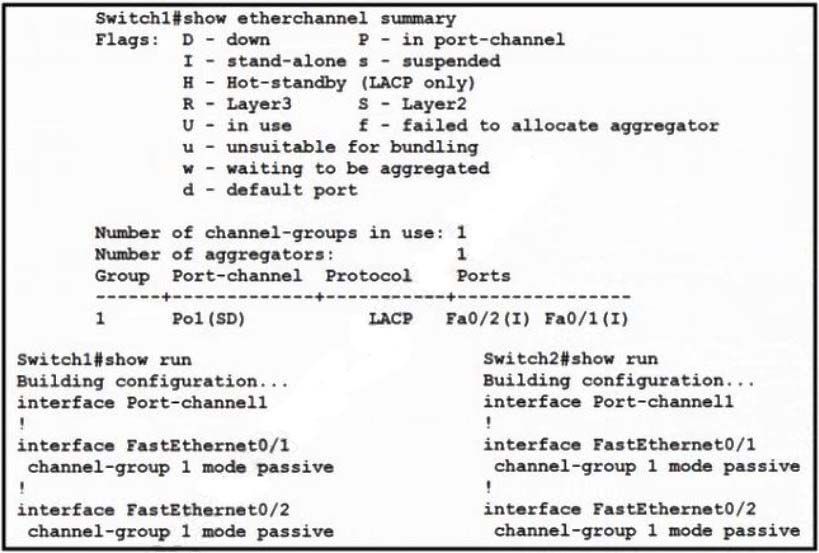 Switch1#show etherchannel summary
Flags: D - down P - in port-channel
I - stand-alone s - suspended
H - Hot-standby (LACP only)
R - Layer3 S - Layer2
U - in use f - failed to allocate aggregator
u - unsuitable for bundling
w - waiting to be aggregated
d - default port
Number of channel-groups in use: 1
Number of aggregators: 1
Group Port-channel Protocol Ports
------+-------------+-----------+-----------------
1 Po1(SD) LACP Fa0/2(I) Fa0/1(I)
Switch1#show run
Building configuration...
interface Port-channel1
!
interface FastEthernet0/1
channel-group 1 mode passive
!
interface FastEthernet0/2
channel-group 1 mode passive
Switch2#show run
Building configuration...
interface Port-channel1
!
interface FastEthernet0/1
channel-group 1 mode passive
!
interface FastEthernet0/2
channel-group 1 mode passive